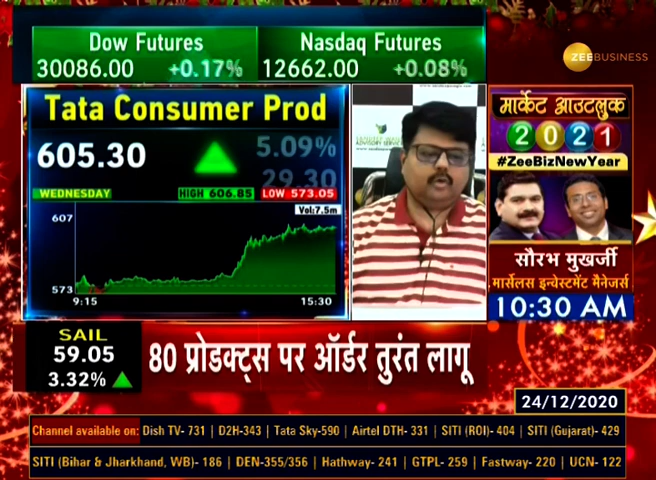 Dow Futures
30086.00 +0.17%
Nasdaq Futures
12662.00 +0.08%
ZEEBUSINESS
Tata Consumer Prod
605.30 5.09%
29.30
WEDNESDAY HIGH 606.85 LOW 573.05
Vol:7.5m
607
573
9:15 15:30
मार्केट आउटलुक
2021
#ZeeBizNewYear
सौरभ मुखर्जी
मार्सेलस इन्वेस्टमेंट मैनेजर्स
10:30 AM
SAIL
59.05
3.32%
80 प्रोडक्ट्स पर ऑर्डर तुरंत लागू
24/12/2020
Channel available on: Dish TV- 731 | D2H-343 | Tata Sky-590 | Airtel DTH- 331 | SITI (ROI)- 404 | SITI (Gujarat)- 429
SITI (Bihar & Jharkhand, WB)- 186 | DEN-355/356 | Hathway- 241 | GTPL- 259 | Fastway- 220 | UCN- 122